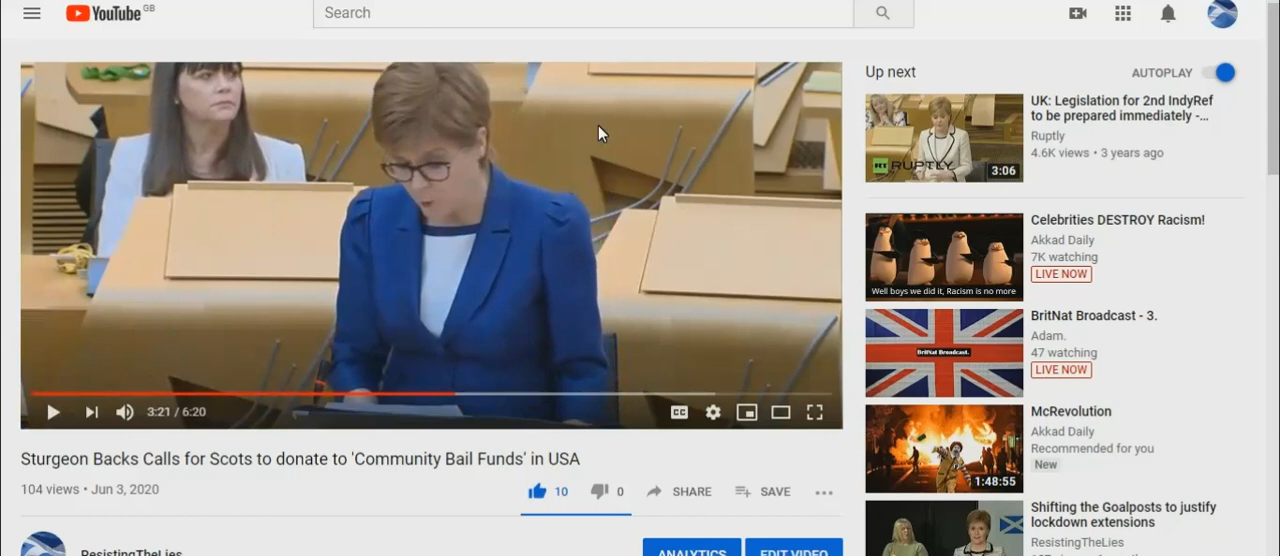 YouTube GB
Search
Up next
AUTOPLAY
UK: Legislation for 2nd IndyRef
to be prepared immediately -...
Ruptly
4.6K views • 3 years ago
RT RUPTLY
3:06
Celebrities DESTROY Racism!
Akkad Daily
7K watching
LIVE NOW
Well boys we did it, Racism is no more
BritNat Broadcast - 3.
Adam.
47 watching
LIVE NOW
BritNat Broadcast.
McRevolution
Akkad Daily
Recommended for you
New
1:48:55
Shifting the Goalposts to justify
lockdown extensions
ResistingTheLies
3:21 / 6:20
CC
Sturgeon Backs Calls for Scots to donate to 'Community Bail Funds' in USA
104 views • Jun 3, 2020
10 0 SHARE SAVE
ResistingTheLies
ANALYTICS EDIT VIDEO